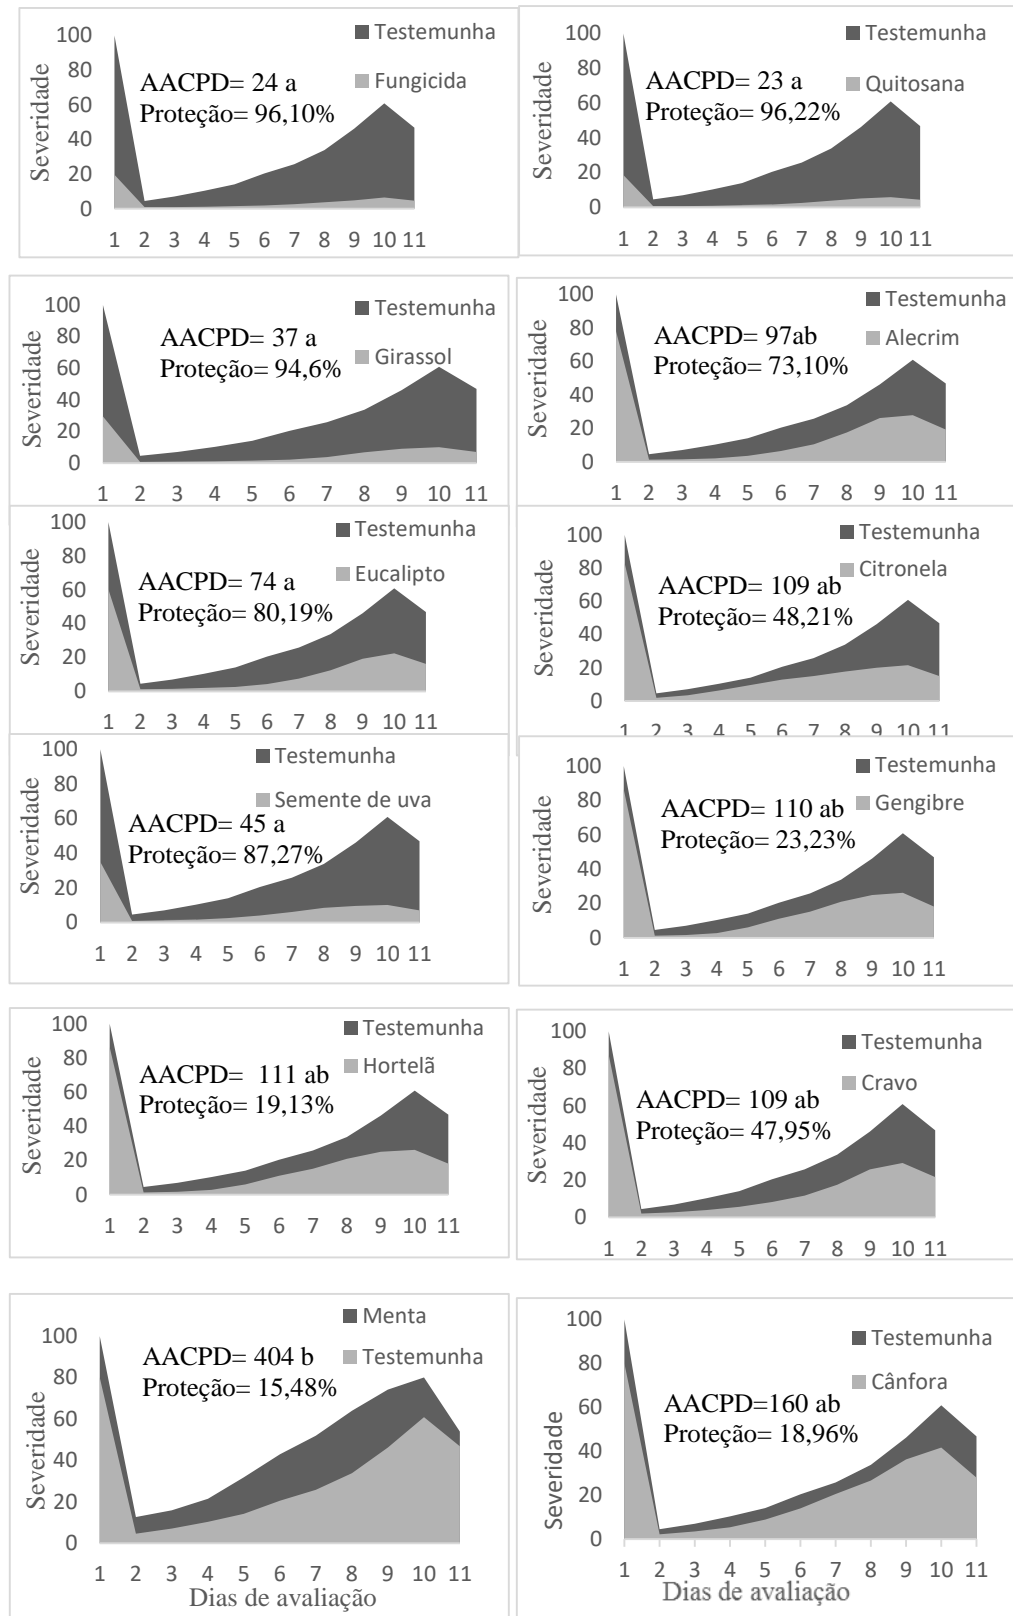 100
80
60
40
20
0
Severidade
Testemunha
Fungicida
AACPD= 24 a
Proteção= 96,10%
1 2 3 4 5 6 7 8 9 10 11
100
80
60
40
20
0
Severidade
Testemunha
Quitosana
AACPD= 23 a
Proteção= 96,22%
1 2 3 4 5 6 7 8 9 10 11
100
80
60
40
20
0
Severidade
Testemunha
Girassol
AACPD= 37 a
Proteção= 94,6%
1 2 3 4 5 6 7 8 9 10 11
100
80
60
40
20
0
Severidade
Testemunha
Alecrim
AACPD= 97ab
Proteção= 73,10%
1 2 3 4 5 6 7 8 9 10 11
100
80
60
40
20
0
Severidade
Testemunha
Eucalipto
AACPD= 74 a
Proteção= 80,19%
1 2 3 4 5 6 7 8 9 10 11
100
80
60
40
20
0
Severidade
Testemunha
Citronela
AACPD= 109 ab
Proteção= 48,21%
1 2 3 4 5 6 7 8 9 10 11
100
80
60
40
20
0
Severidade
Testemunha
Semente de uva
AACPD= 45 a
Proteção= 87,27%
1 2 3 4 5 6 7 8 9 10 11
100
80
60
40
20
0
Severidade
Testemunha
Gengibre
AACPD= 110 ab
Proteção= 23,23%
1 2 3 4 5 6 7 8 9 10 11
100
80
60
40
20
0
Severidade
Testemunha
Hortelã
AACPD= 111 ab
Proteção= 19,13%
1 2 3 4 5 6 7 8 9 10 11
100
80
60
40
20
0
Severidade
Testemunha
Cravo
AACPD= 109 ab
Proteção= 47,95%
1 2 3 4 5 6 7 8 9 10 11
100
80
60
40
20
0
Severidade
Menta
Testemunha
AACPD= 404 b
Proteção= 15,48%
1 2 3 4 5 6 7 8 9 10 11
Dias de avaliação
100
80
60
40
20
0
Severidade
Testemunha
Cânfora
AACPD=160 ab
Proteção= 18,96%
1 2 3 4 5 6 7 8 9 10 11
Dias de avaliação